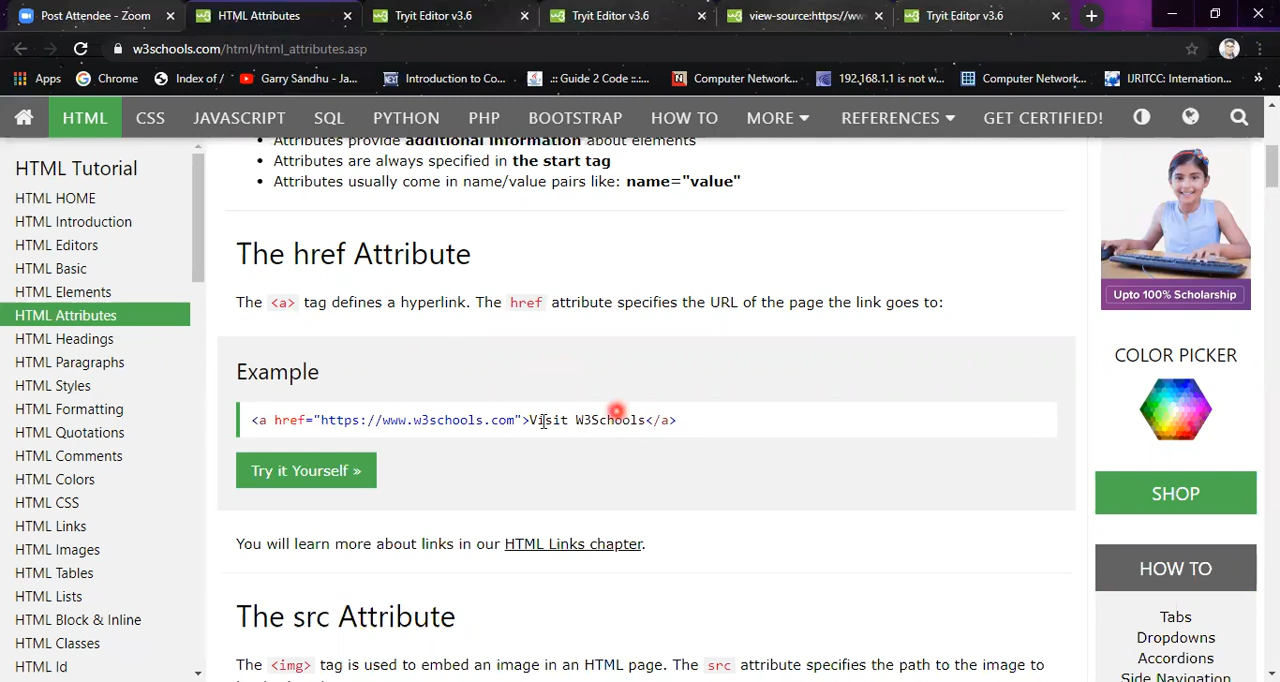 Post Attendee - Zoom
HTML Attributes
Tryit Editor v3.6
Tryit Editor v3.6
view-source:https://ww
Tryit Editor v3.6
w3schools.com/html/html_attributes.asp
Apps
Chrome
Index of /
Garry Sandhu - Ja...
Introduction to Co...
.:: Guide 2 Code ::....
Computer Network...
192.168.1.1 is not w...
Computer Network...
IJRITCC: Internation...
HTML
CSS
JAVASCRIPT
SQL
PYTHON
PHP
BOOTSTRAP
HOW TO
MORE
REFERENCES
GET CERTIFIED!
HTML Tutorial
HTML HOME
HTML Introduction
HTML Editors
HTML Basic
HTML Elements
HTML Attributes
HTML Headings
HTML Paragraphs
HTML Styles
HTML Formatting
HTML Quotations
HTML Comments
HTML Colors
HTML CSS
HTML Links
HTML Images
HTML Tables
HTML Lists
HTML Block & Inline
HTML Classes
HTML Id
• Attributes provide additional information about elements
• Attributes are always specified in the start tag
• Attributes usually come in name/value pairs like: name="value"
The href Attribute
The <a> tag defines a hyperlink. The href attribute specifies the URL of the page the link goes to:
Example
<a href="https://www.w3schools.com">Visit W3Schools</a>
Try it Yourself »
You will learn more about links in our HTML Links chapter.
The src Attribute
The <img> tag is used to embed an image in an HTML page. The src attribute specifies the path to the image to
Upto 100% Scholarship
COLOR PICKER
SHOP
HOW TO
Tabs
Dropdowns
Accordions
Side Navigation